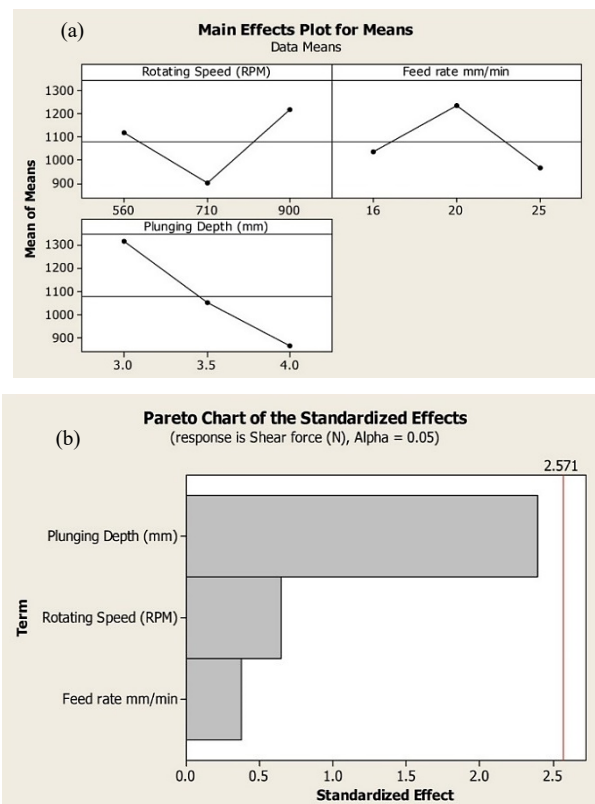 (a)
Main Effects Plot for Means
Data Means
Rotating Speed (RPM) Feed rate mm/min
1300
1200
1100
1000
900
560 710 900 16 20 25
Plunging Depth (mm)
1300
1200
1100
1000
900
3.0 3.5 4.0
Mean of Means
(b)
Pareto Chart of the Standardized Effects
(response is Shear force (N), Alpha = 0.05)
2.571
Plunging Depth (mm)
Rotating Speed (RPM)
Feed rate mm/min
Term
0.0 0.5 1.0 1.5 2.0 2.5
Standardized Effect